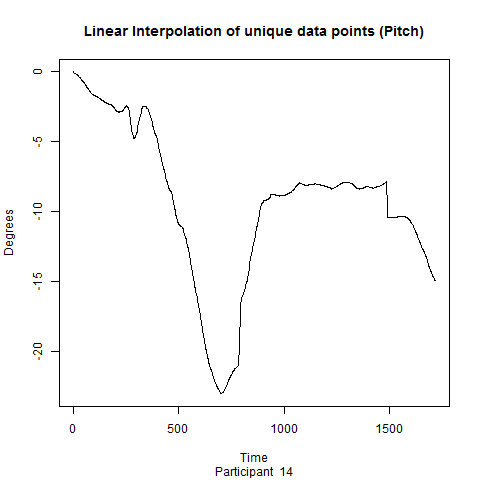 Linear Interpolation of unique data points (Pitch)
0
-5
-10
-15
-20
Degrees
0 500 1000 1500
Time
Participant 14